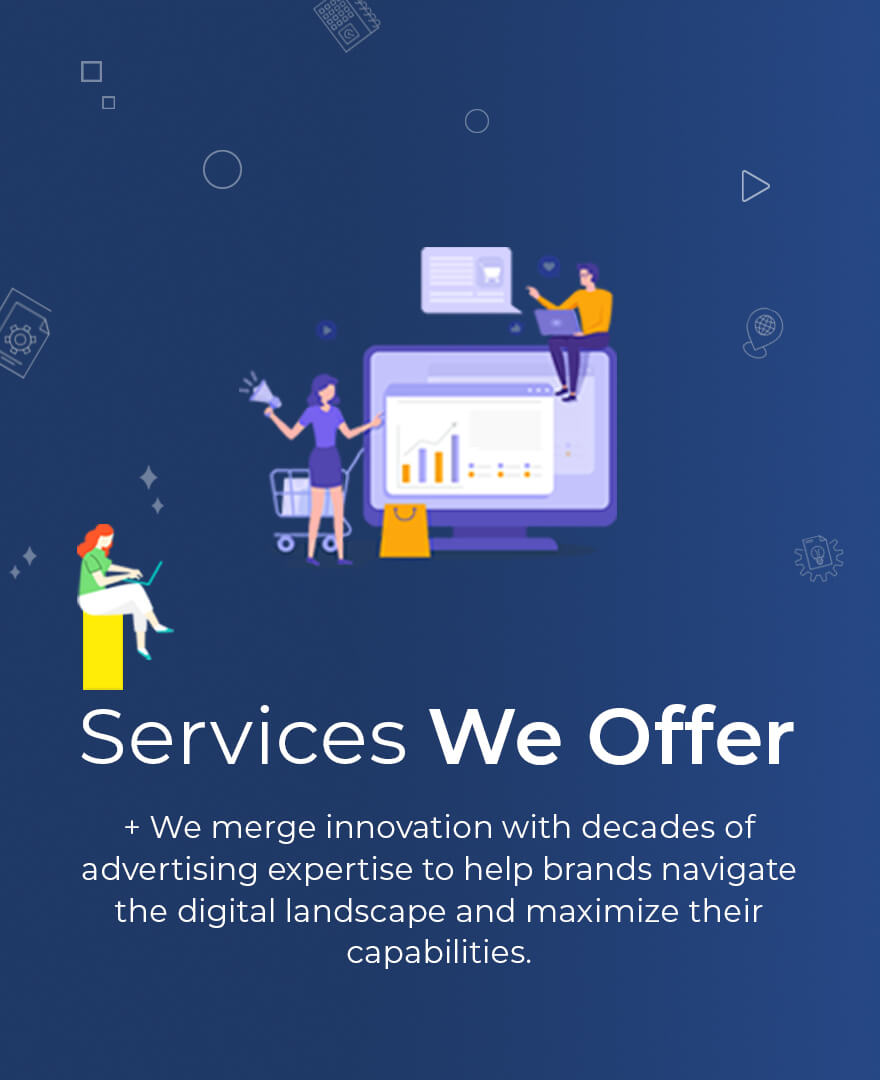 Services We Offer
+ We merge innovation with decades of
advertising expertise to help brands navigate
the digital landscape and maximize their
capabilities.